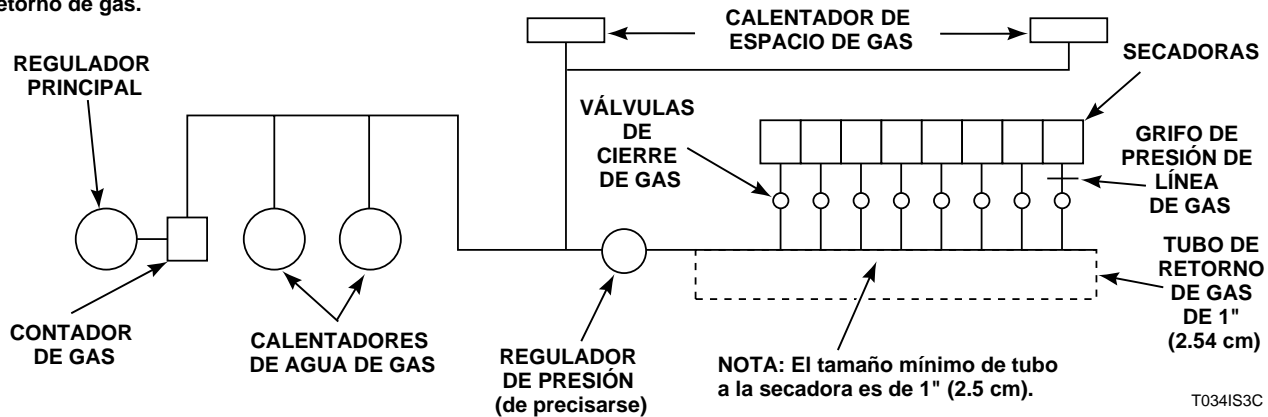 retorno de gas.
CALENTADOR DE
ESPACIO DE GAS
SECADORAS
REGULADOR
PRINCIPAL
VÁLVULAS
DE
CIERRE
DE GAS
GRIFO DE
PRESIÓN DE
LÍNEA
DE GAS
TUBO DE
RETORNO
DE GAS
DE 1"
(2.54 cm)
CONTADOR
DE GAS
CALENTADORES
DE AGUA DE GAS
REGULADOR
DE PRESIÓN
(de precisarse)
NOTA: El tamaño mínimo de tubo
a la secadora es de 1" (2.5 cm).
T034IS3C